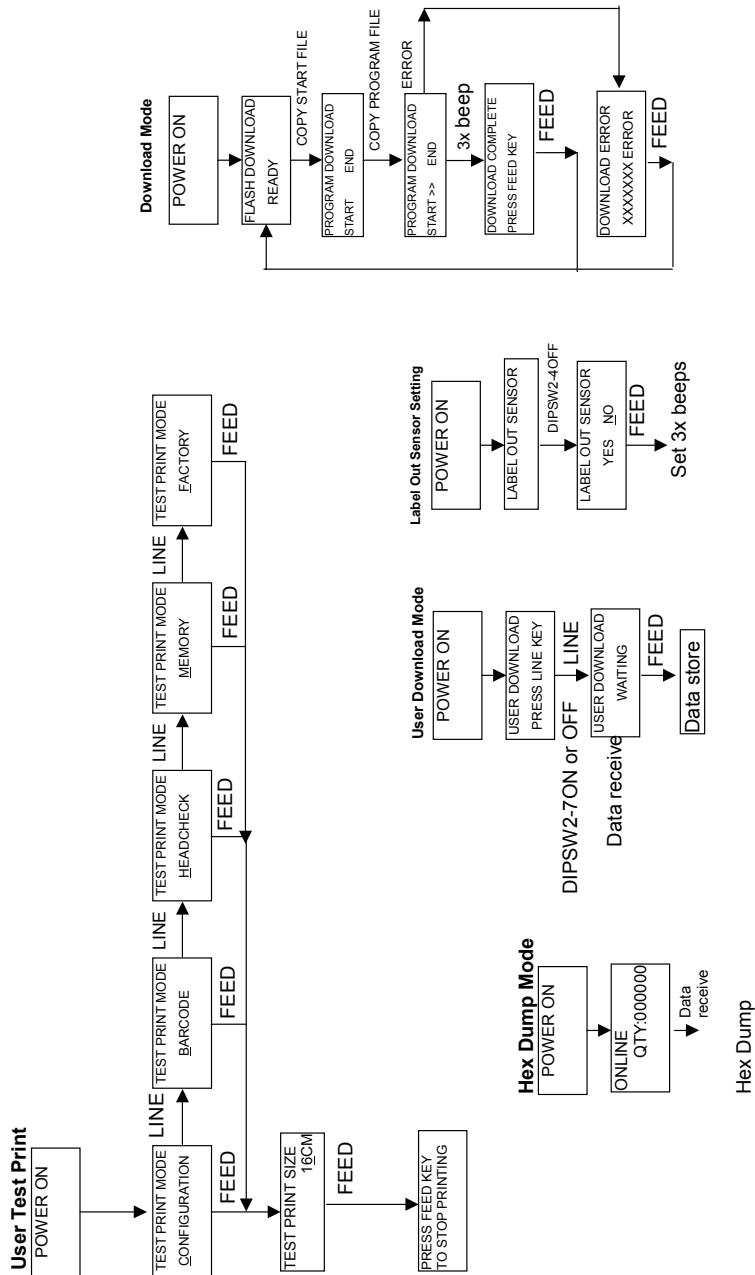 User Test Print
POWER ON
TEST PRINT MODE
CONFIGURATION
LINE
TEST PRINT MODE
BARCODE
LINE
TEST PRINT MODE
HEADCHECK
LINE
TEST PRINT MODE
MEMORY
LINE
TEST PRINT MODE
FACTORY
FEED
FEED
FEED
FEED
FEED
TEST PRINT SIZE
16CM
FEED
PRESS FEED KEY
TO STOP PRINTING
Hex Dump Mode
POWER ON
ONLINE
QTY:000000
Data
receive
Hex Dump
User Download Mode
POWER ON
USER DOWNLOAD
PRESS LINE KEY
DIPSW2-7ON or OFF
LINE
Data receive
USER DOWNLOAD
WAITING
FEED
Data store
Label Out Sensor Setting
POWER ON
LABEL OUT SENSOR
DIPSW2-4OFF
LABEL OUT SENSOR
YES NO
FEED
Set 3x beeps
Download Mode
POWER ON
FLASH DOWNLOAD
READY
COPY START FILE
PROGRAM DOWNLOAD
START END
COPY PROGRAM FILE
PROGRAM DOWNLOAD
START >> END
ERROR
3x beep
DOWNLOAD COMPLETE
PRESS FEED KEY
FEED
DOWNLOAD ERROR
XXXXXXX ERROR
FEED